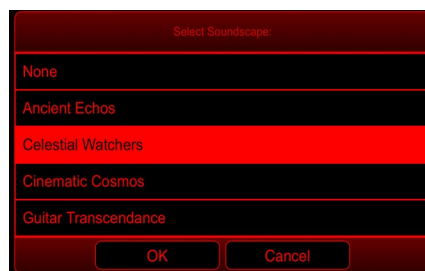 Select Soundscape:
None
Ancient Echos
Celestial Watchers
Cinematic Cosmos
Guitar Transcendance
OK Cancel